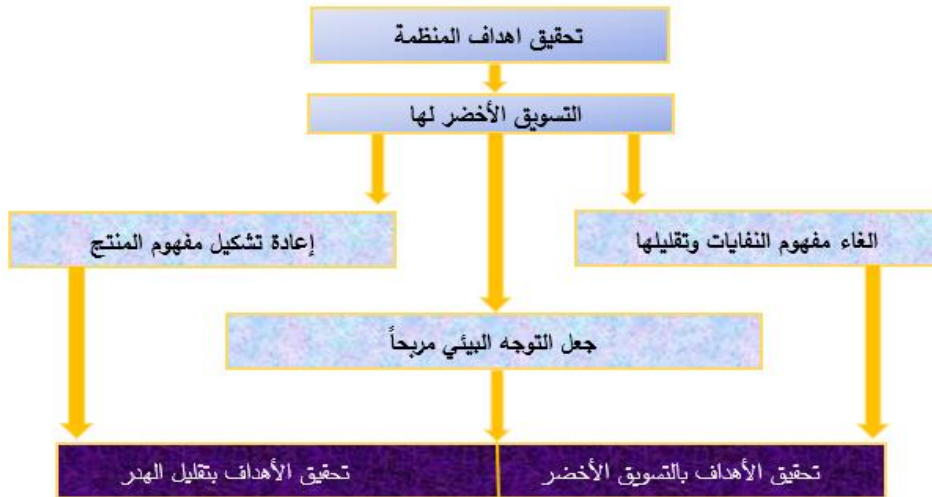 تحقيق اهداف المنظمة
التسويق الأخضر لها
الغاء مفهوم النفايات وتقليلها
إعادة تشكيل مفهوم المنتج
جعل التوجه البيئي مربحاً
تحقيق الأهداف بالتسويق الأخضر
تحقيق الأهداف بتقليل الهدر